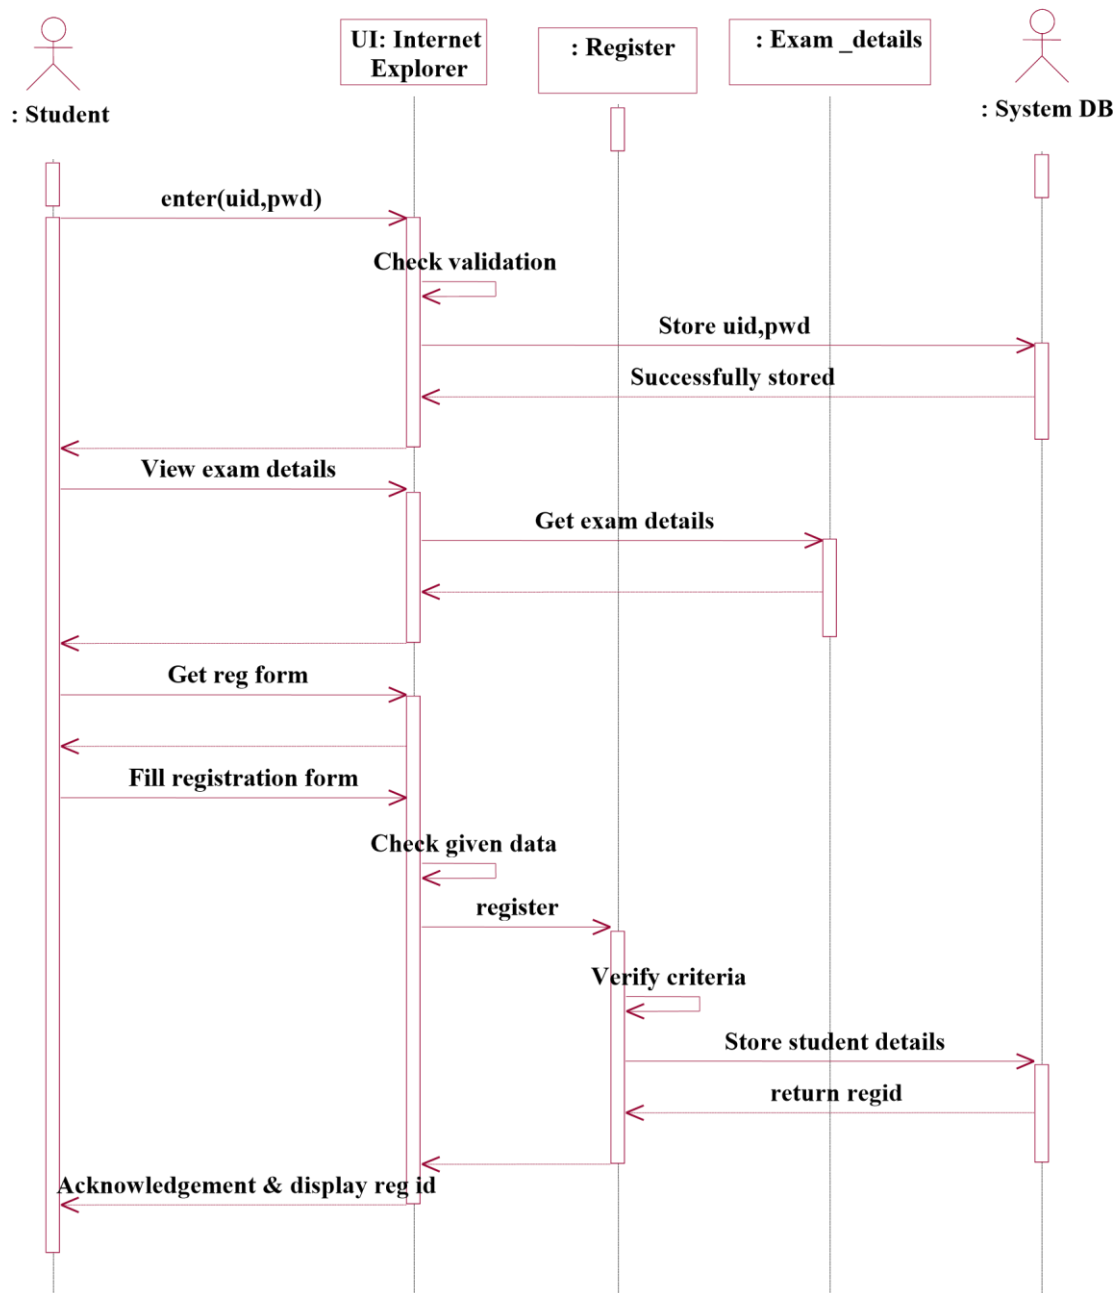 : Student
UI: Internet
Explorer
: Register
: Exam _details
: System DB
enter(uid,pwd)
Check validation
Store uid,pwd
Successfully stored
View exam details
Get exam details
Get reg form
Fill registration form
Check given data
register
Verify criteria
Store student details
return regid
Acknowledgement & display reg id